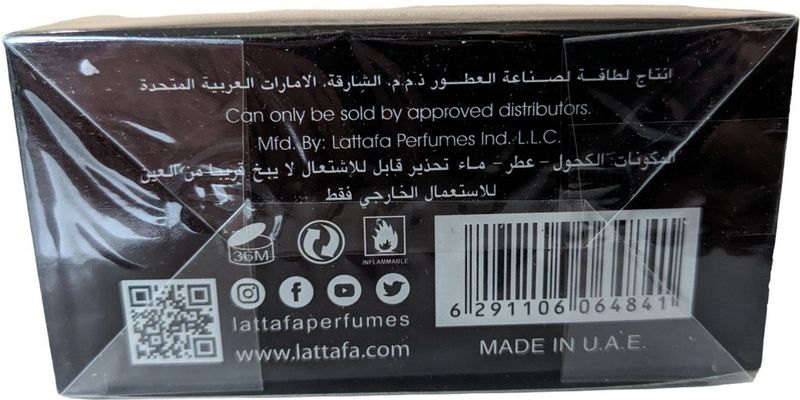 انتاج لطافة لصناعة العطور ذ.م.م. الشارقة، الامارات العربية المتحدة
Can only be sold by approved distributors.
Mfd. By: Lattafa Perfumes Ind. L.L.C.
المكونات الكحول - عطر - ماء تحذير قابل للاشتعال لا يبخ قريبا من العين
للاستعمال الخارجي فقط
36M
INFLAMMABLE
lattafaperfumes
www.lattafa.com
6 291106 064841
MADE IN U.A.E.